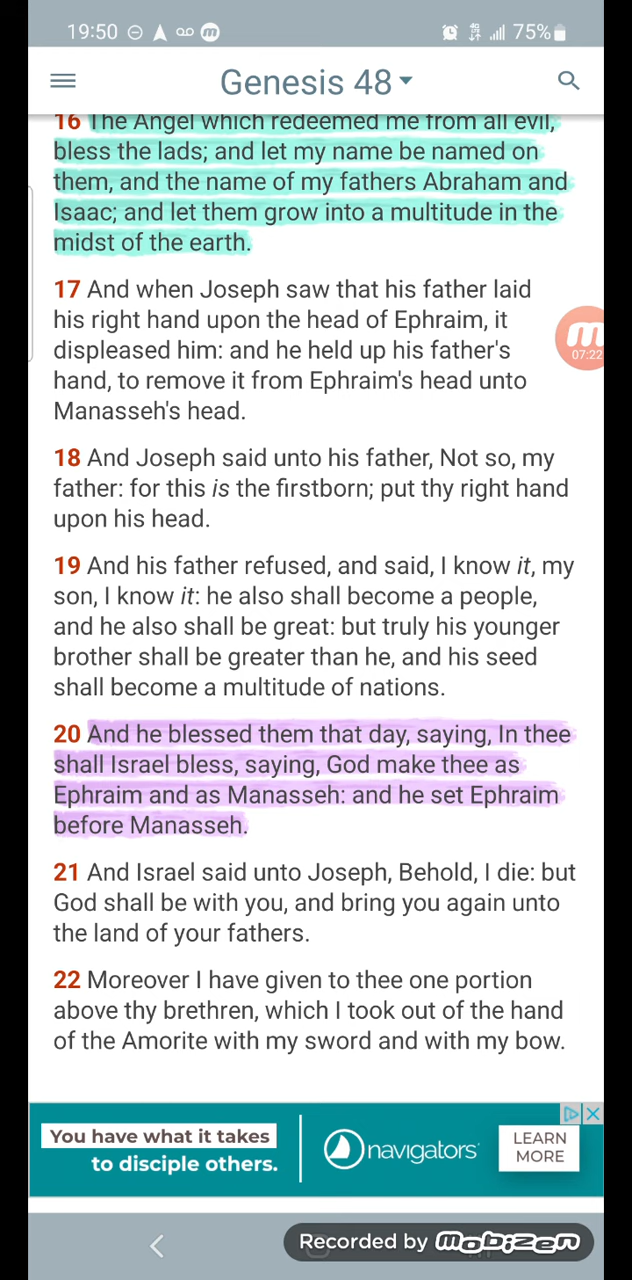 19:50
75%
Genesis 48
16 The Angel which redeemed me from all evil,
bless the lads; and let my name be named on
them, and the name of my fathers Abraham and
Isaac; and let them grow into a multitude in the
midst of the earth.
17 And when Joseph saw that his father laid
his right hand upon the head of Ephraim, it
displeased him: and he held up his father's
hand, to remove it from Ephraim's head unto
Manasseh's head.
m
07:22
18 And Joseph said unto his father, Not so, my
father: for this is the firstborn; put thy right hand
upon his head.
19 And his father refused, and said, I know it, my
son, I know it: he also shall become a people,
and he also shall be great: but truly his younger
brother shall be greater than he, and his seed
shall become a multitude of nations.
20 And he blessed them that day, saying, In thee
shall Israel bless, saying, God make thee as
Ephraim and as Manasseh: and he set Ephraim
before Manasseh.
21 And Israel said unto Joseph, Behold, I die: but
God shall be with you, and bring you again unto
the land of your fathers.
22 Moreover I have given to thee one portion
above thy brethren, which I took out of the hand
of the Amorite with my sword and with my bow.
You have what it takes
to disciple others.
navigators
LEARN
MORE
Recorded by mobizen